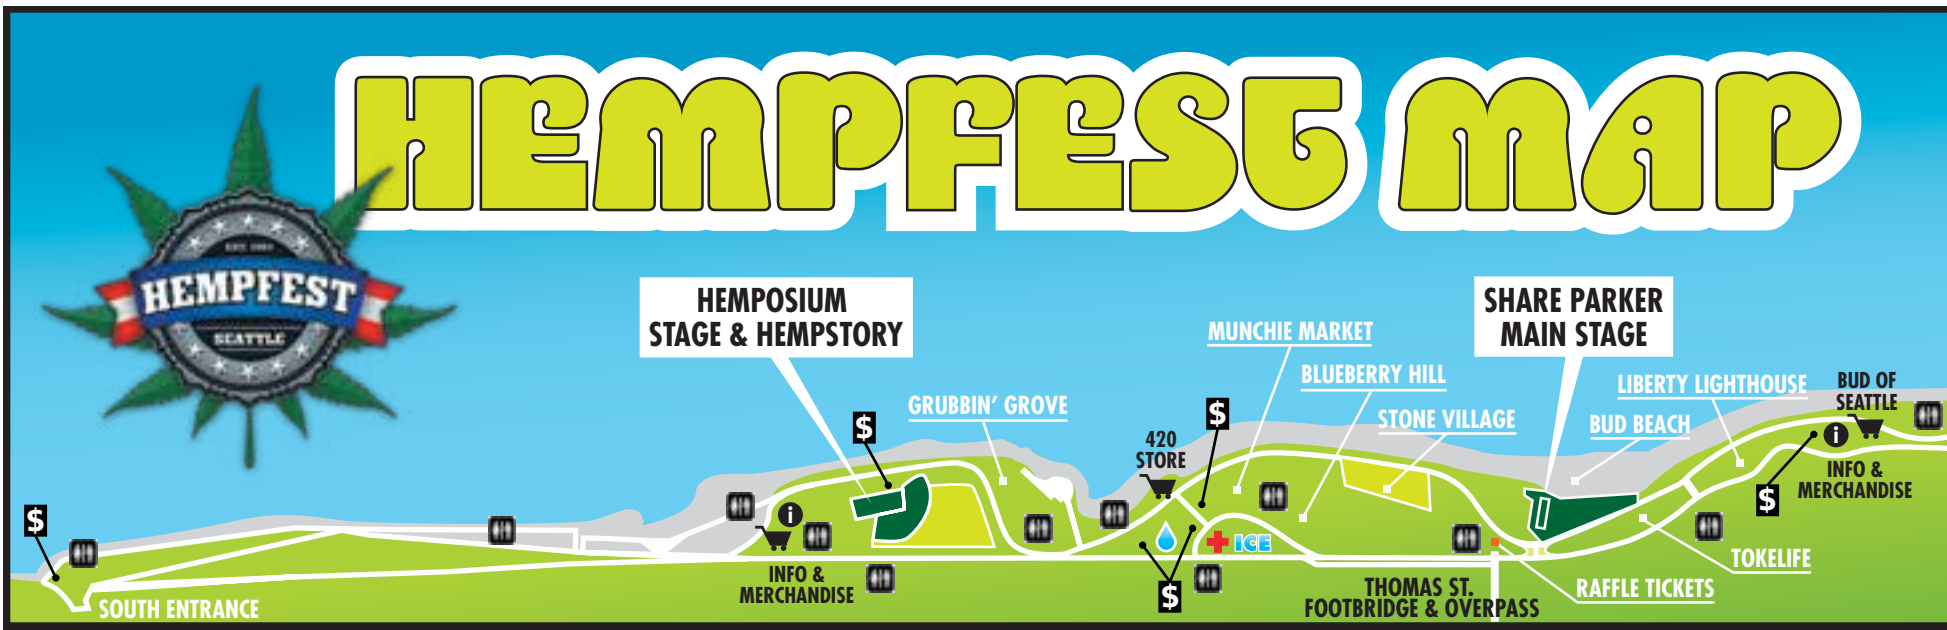 HEMPFEST MAP
HEMPFEST
SEATTLE
HEMPOSIUM
STAGE & HEMPSTORY
SHARE PARKER
MAIN STAGE
MUNCHIE MARKET
BLUEBERRY HILL
STONE VILLAGE
GRUBBIN' GROVE
LIBERTY LIGHTHOUSE
BUD BEACH
BUD OF
SEATTLE
420
STORE
$
$
$
$
$
i
i
INFO &
MERCHANDISE
INFO &
MERCHANDISE
ICE
SOUTH ENTRANCE
THOMAS ST.
FOOTBRIDGE & OVERPASS
RAFFLE TICKETS
TOKELIFE